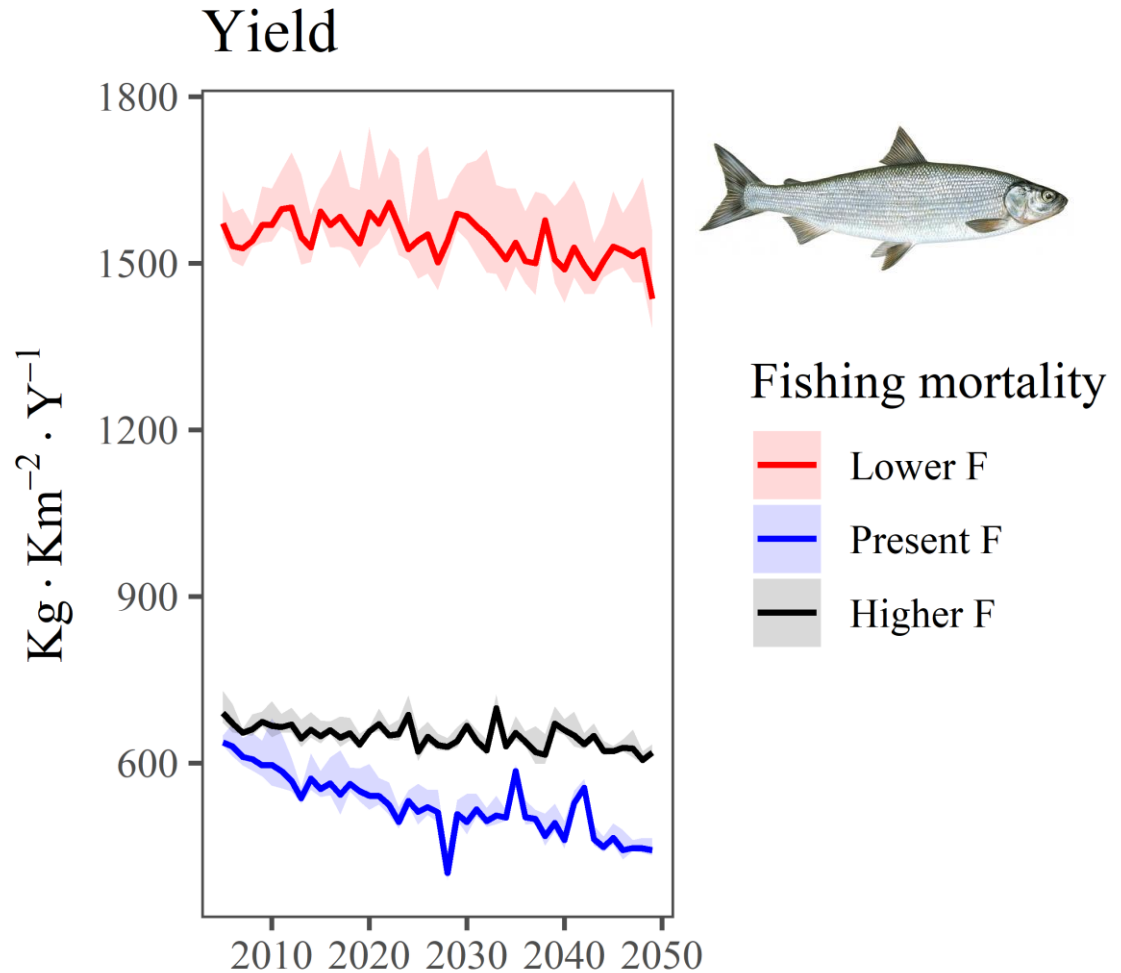 Yield
Kg · Km⁻² · Y⁻¹
1800
1500
1200
900
600
2010 2020 2030 2040 2050
Fishing mortality
Lower F
Present F
Higher F